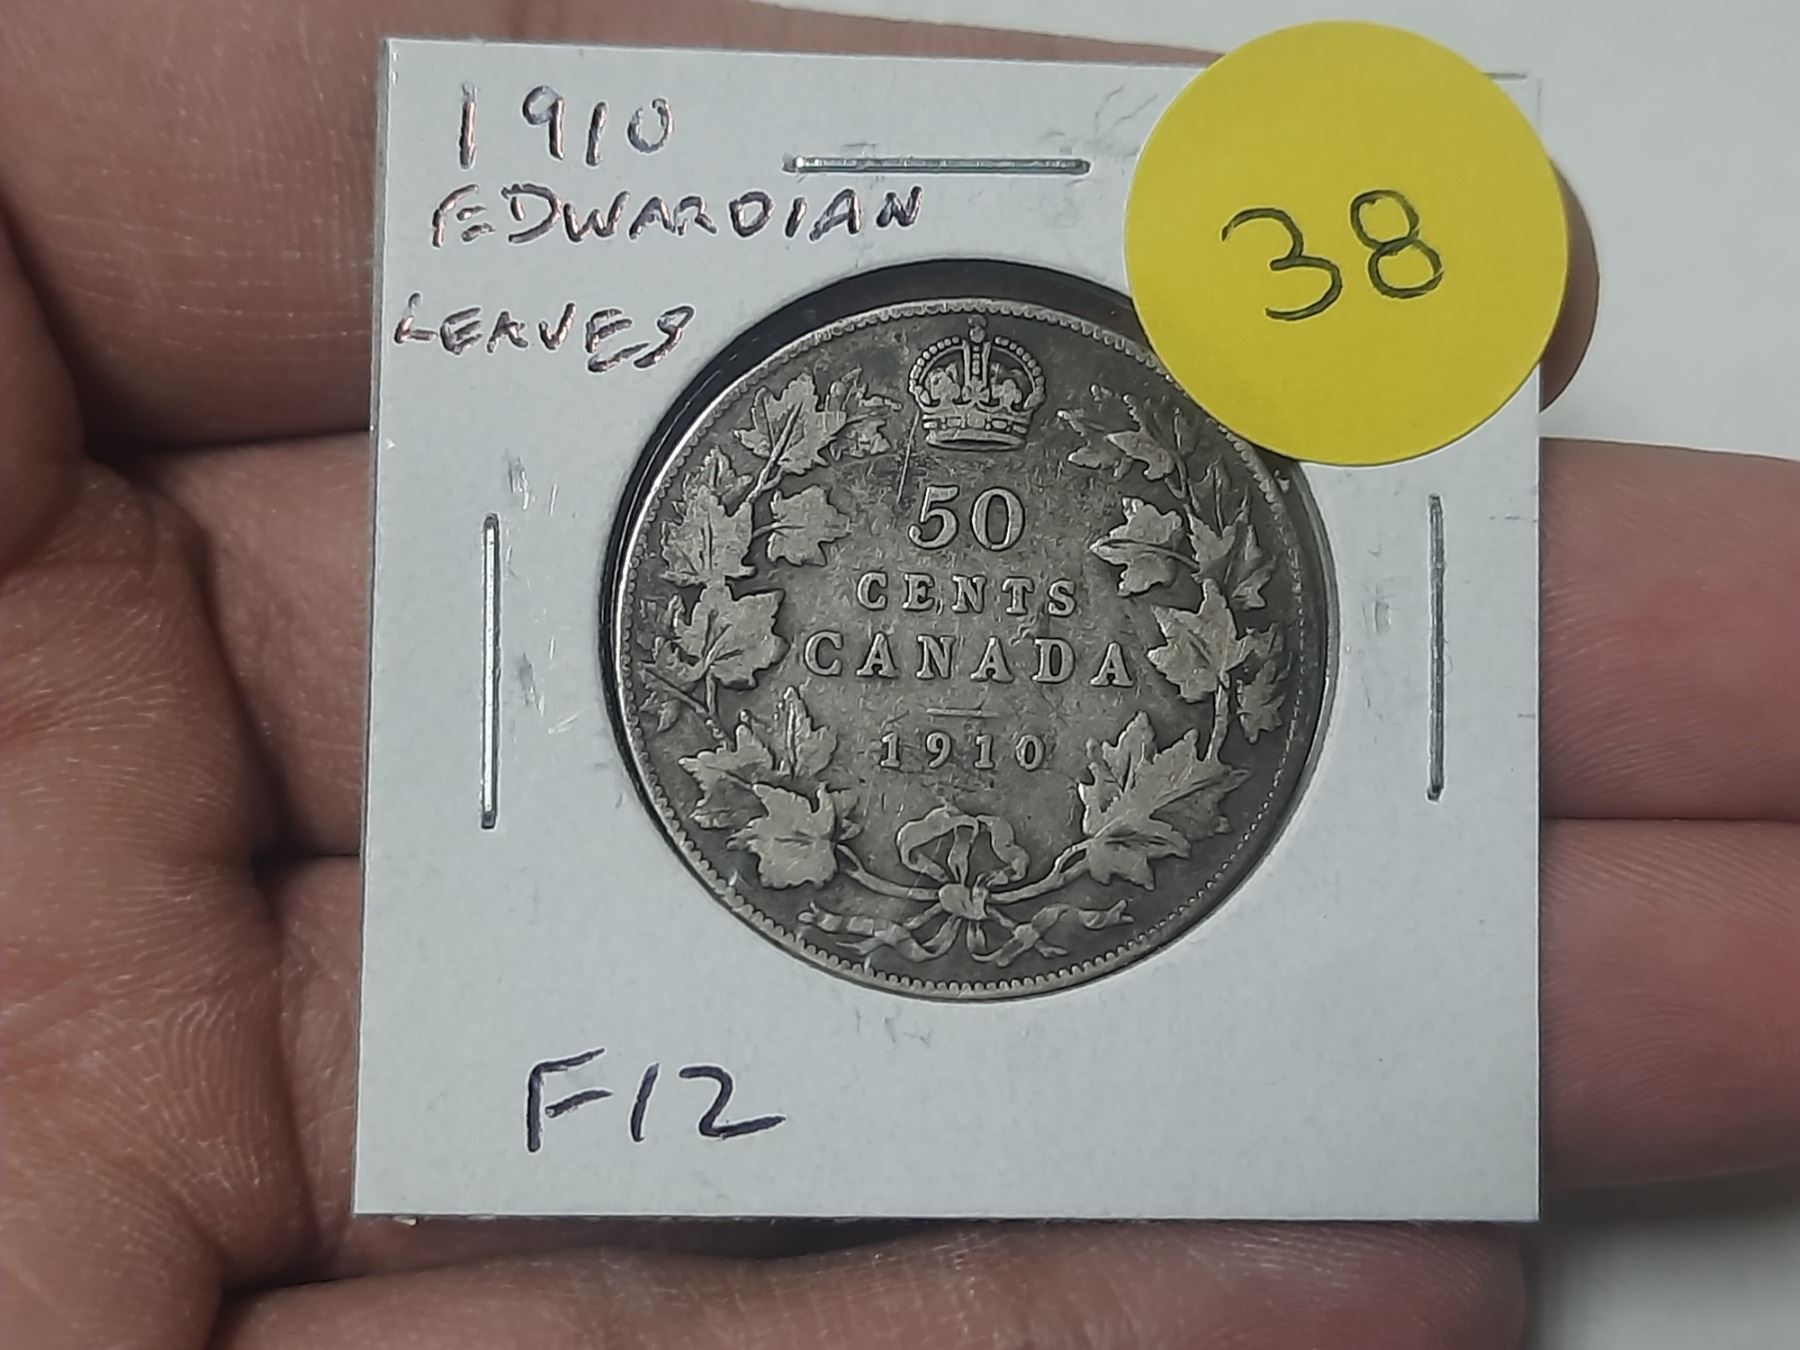 1910
EDWARDIAN
LEAVES
38
50
CENTS
CANADA
1910
F12